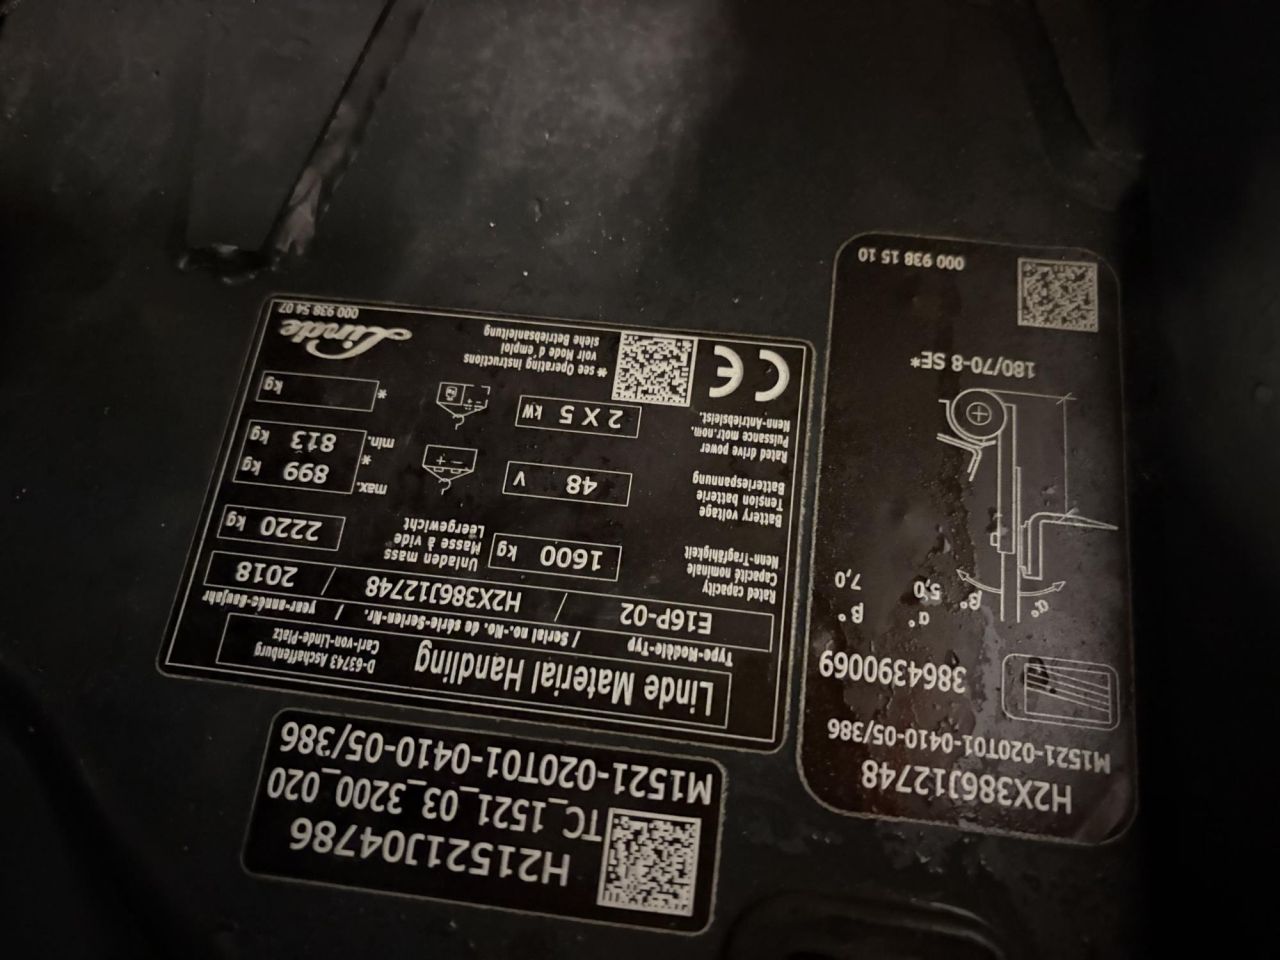 H21521J04786
TC_1521_03_3200_020
M1521-020T01-0410-05/386
Linde Material Handling
Carl-von-Linde-Platz
D-63743 Aschaffenburg
Type-Modèle-Typ / Serial no.-No. de série-Serien-Nr. / year-année-Baujahr
E16P-02 / H2X386J12748 / 2018
Rated capacity
Capacité nominale
Nenn-Tragfähigkeit
1600 kg
Unladen mass
Masse à vide
Leergewicht
2220 kg
Battery voltage
Tension batterie
Batteriespannung
48 V
max. 899 kg
*
min. 813 kg
Rated drive power
Puissance motr.nom.
Nenn-Antriebsleist.
2 X 5 kW
* kg
CE
*see Operating instructions
voir Mode d'emploi
siehe Betriebsanleitung
Linde
000 938 54 07
H2X386J12748
M1521-020T01-0410-05/386
3864390069
α° β° β°
5,0 7,0
α° β°
180/70-8 SE*
000 938 15 10